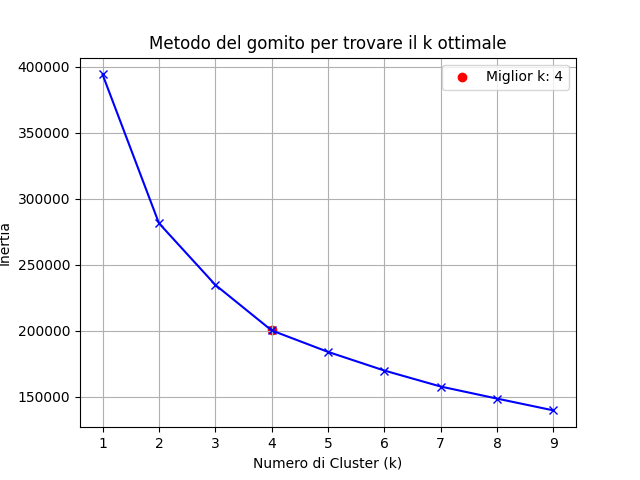 Metodo del gomito per trovare il k ottimale
Miglior k: 4
400000
350000
300000
250000
200000
150000
Inertia
1 2 3 4 5 6 7 8 9
Numero di Cluster (k)